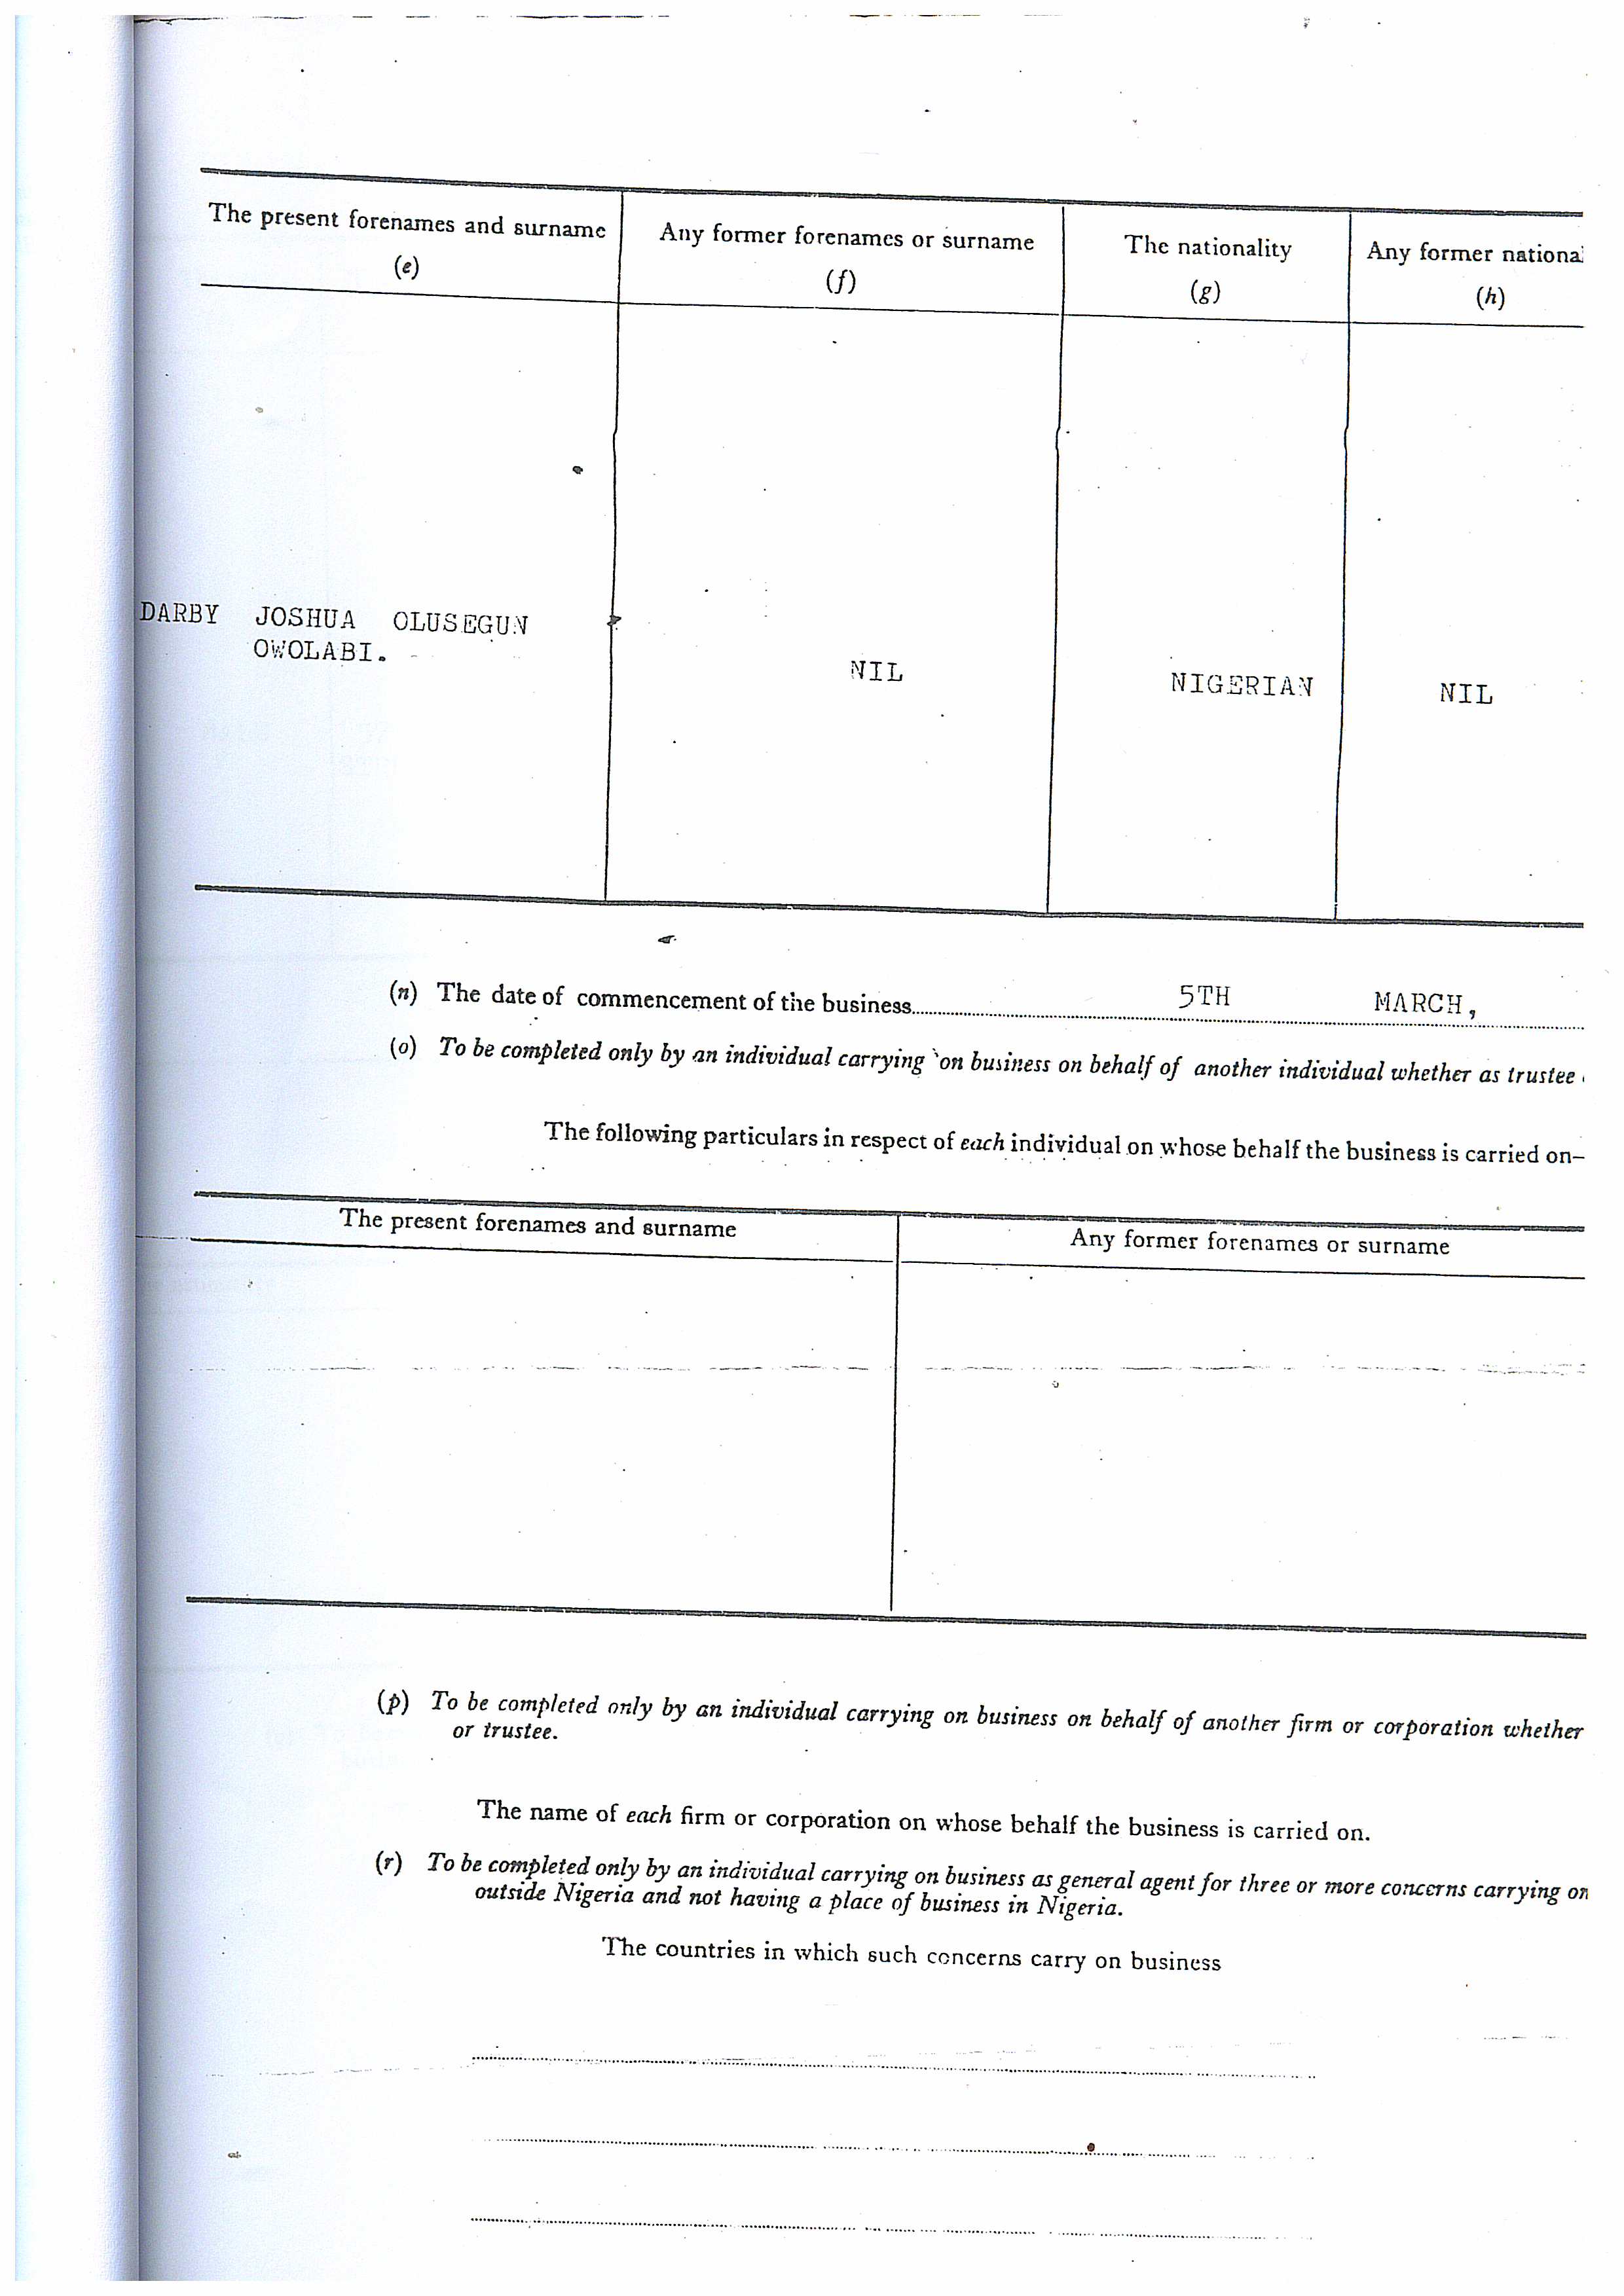 The present forenames and surname
(e)
Any former forenames or surname
(f)
The nationality
(g)
Any former national
(h)
DARBY JOSHUA OLUSEGUN
OWOLABI.
NIL
NIGERIAN
NIL
(n) The date of commencement of the business 5TH MARCH,
(o) To be completed only by an individual carrying on business on behalf of another individual whether as trustee
The following particulars in respect of each individual on whose behalf the business is carried on—
The present forenames and surname
Any former forenames or surname
(p) To be completed only by an individual carrying on business on behalf of another firm or corporation whether
or trustee.
The name of each firm or corporation on whose behalf the business is carried on.
(r) To be completed only by an individual carrying on business as general agent for three or more concerns carrying on
outside Nigeria and not having a place of business in Nigeria.
The countries in which such concerns carry on business